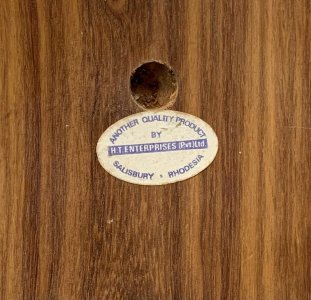 ANOTHER QUALITY PRODUCT
BY
H.T.ENTERPRISES (Pvt)Ltd.
SALISBURY - RHODESIA